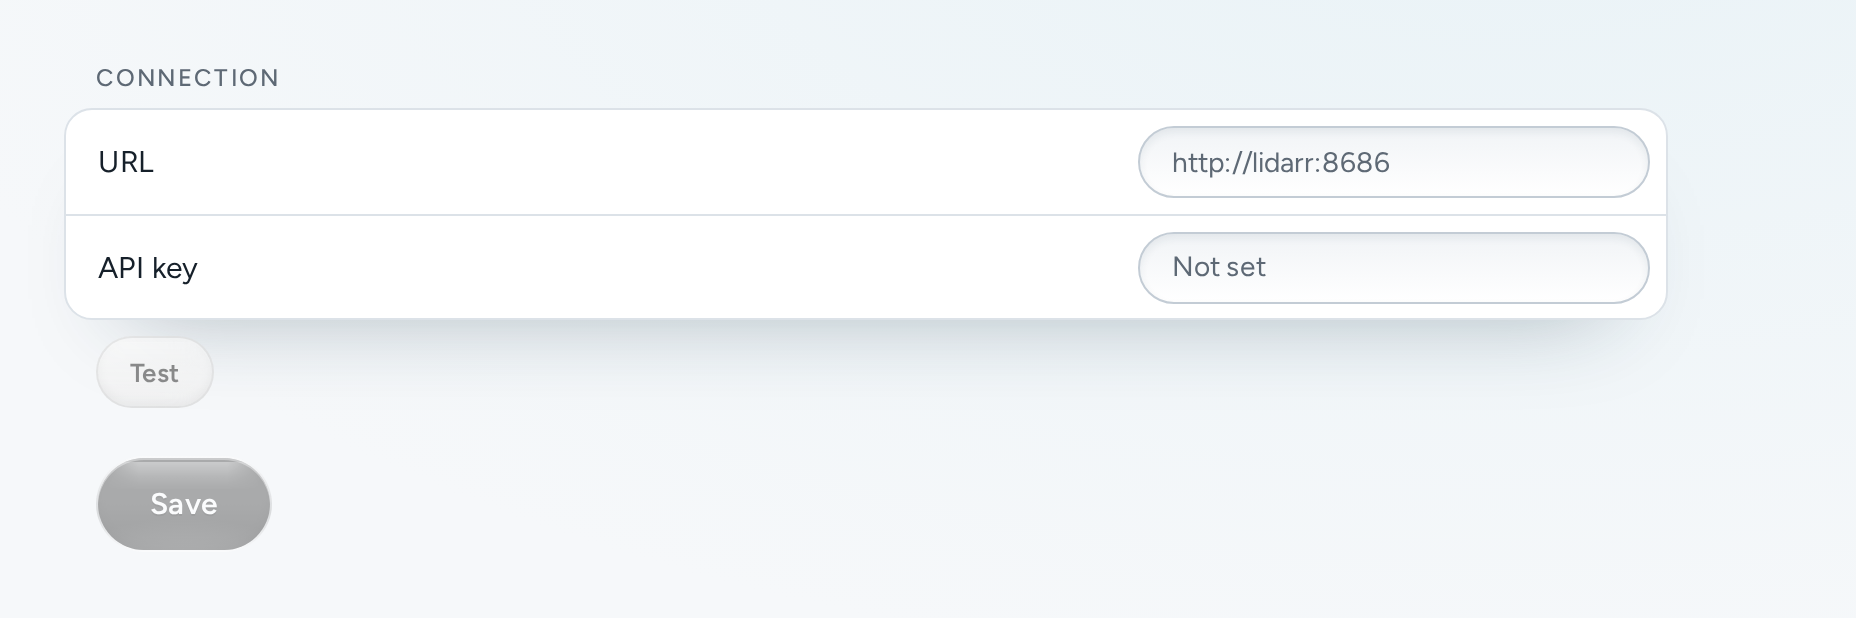 CONNECTION
URL
http://lidarr:8686
API key
Not set
Test
Save